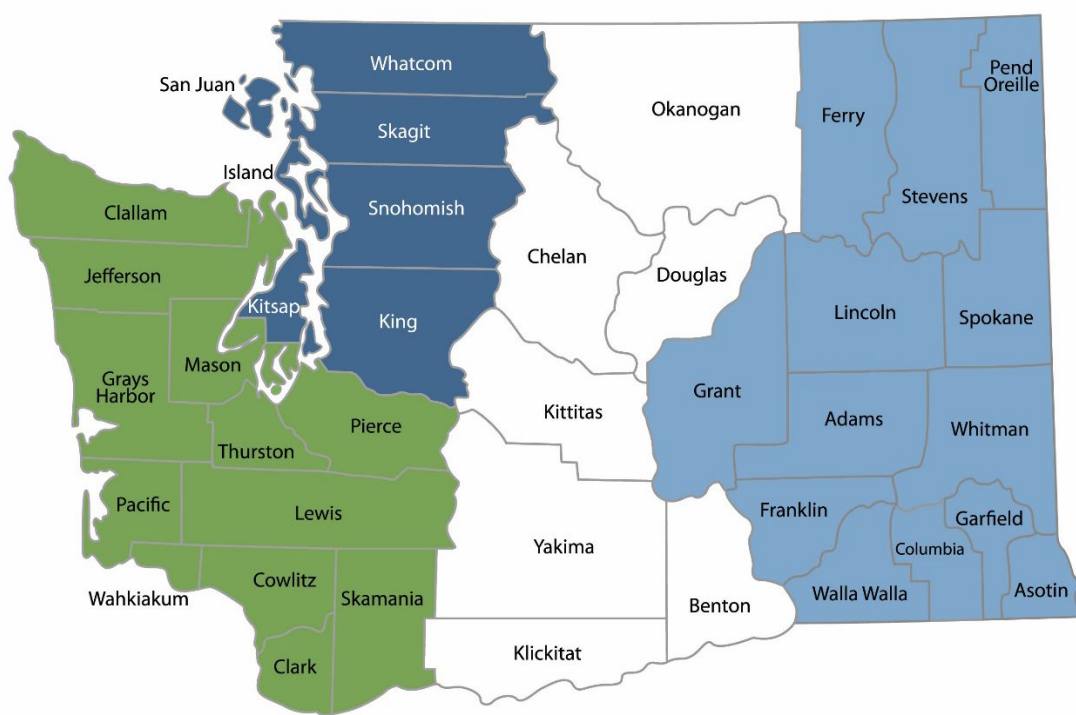 Whatcom
San Juan
Okanogan
Pend
Oreille
Ferry
Skagit
Island
Stevens
Snohomish
Clallam
Chelan
Douglas
Jefferson
Kitsap
King
Lincoln
Spokane
Mason
Grays
Harbor
Kittitas
Grant
Pierce
Adams
Whitman
Thurston
Pacific
Lewis
Franklin
Garfield
Yakima
Columbia
Cowlitz
Wahkiakum
Skamania
Benton
Walla Walla
Asotin
Klickitat
Clark